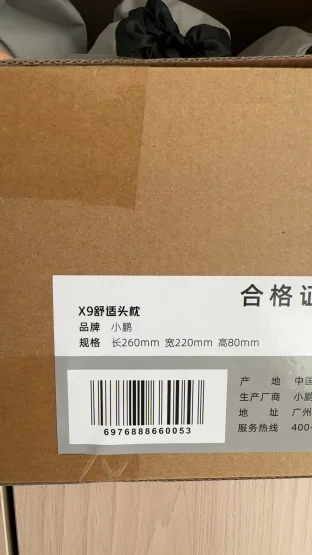 合格证
X9舒适头枕
品牌 小鹏
规格 长260mm 宽220mm 高80mm
6976888660053
产 地 中国
生产厂商 小鹏
地 址 广州
服务热线 400-